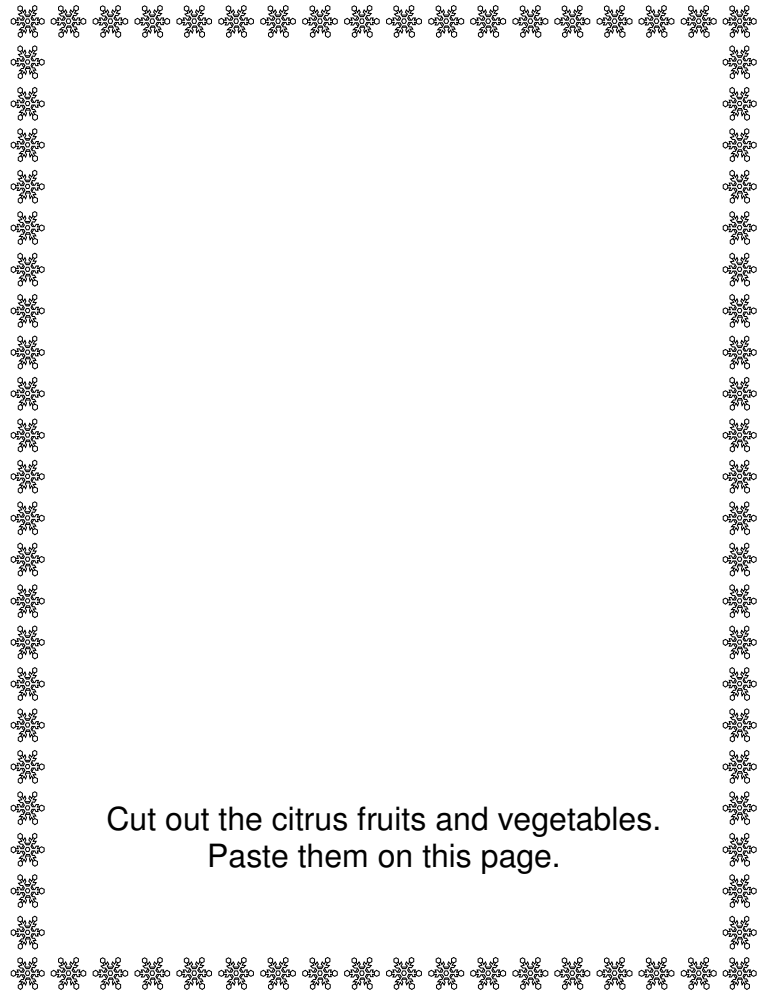 Cut out the citrus fruits and vegetables.
Paste them on this page.